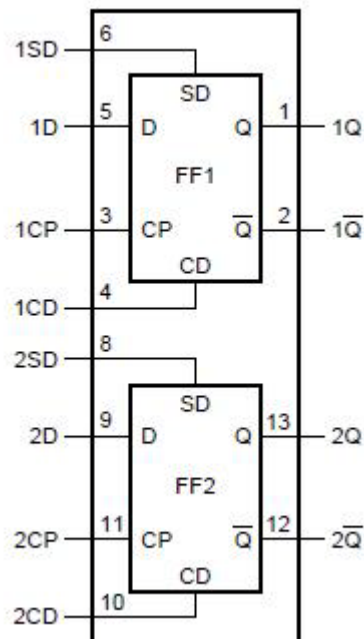 6
1SD
SD
1D 5 D Q 1 1Q
FF1
1CP 3 CP Q̅ 2 1Q̅
CD
4
1CD
2SD 8
SD
2D 9 D Q 13 2Q
FF2
2CP 11 CP Q̅ 12 2Q̅
CD
10
2CD